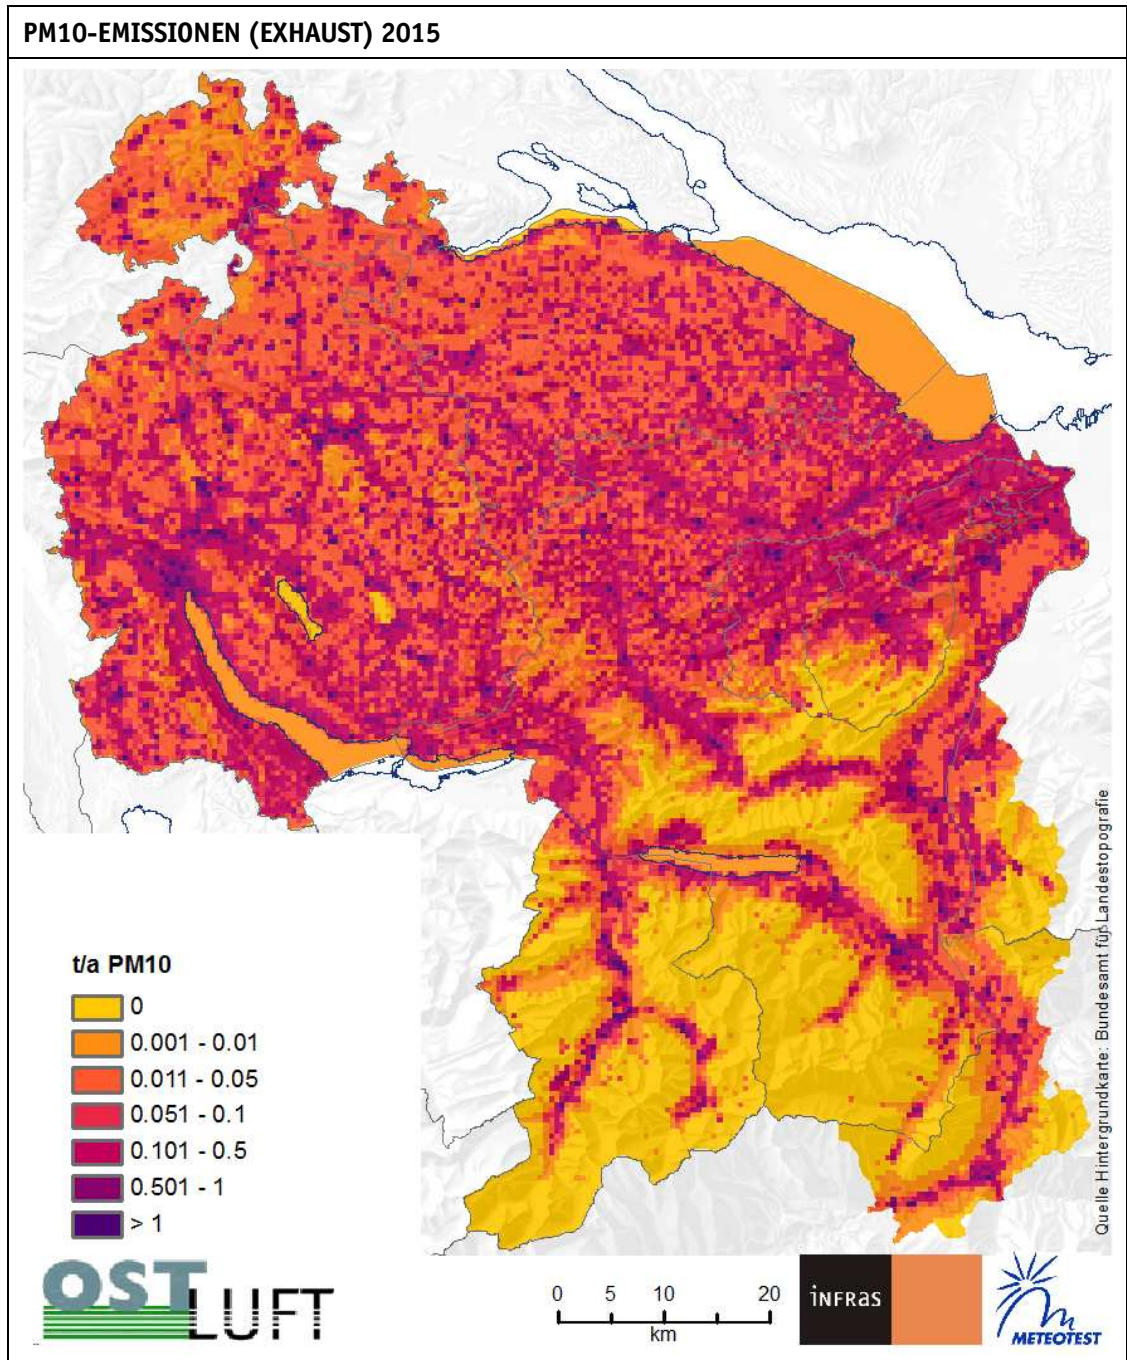 PM10-EMISSIONEN (EXHAUST) 2015
Quelle Hintergrundkarte: Bundesamt für Landestopografie
t/a PM10
0
0.001 - 0.01
0.011 - 0.05
0.051 - 0.1
0.101 - 0.5
0.501 - 1
> 1
OST
LUFT
0 5 10 20
km
iNFRAS
METEOTEST